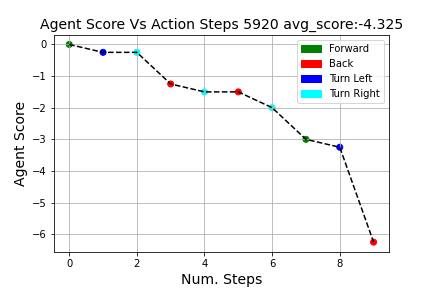 Agent Score Vs Action Steps 5920 avg_score:-4.325
Agent Score
0
−1
−2
−3
−4
−5
−6
Forward
Back
Turn Left
Turn Right
0 2 4 6 8
Num. Steps